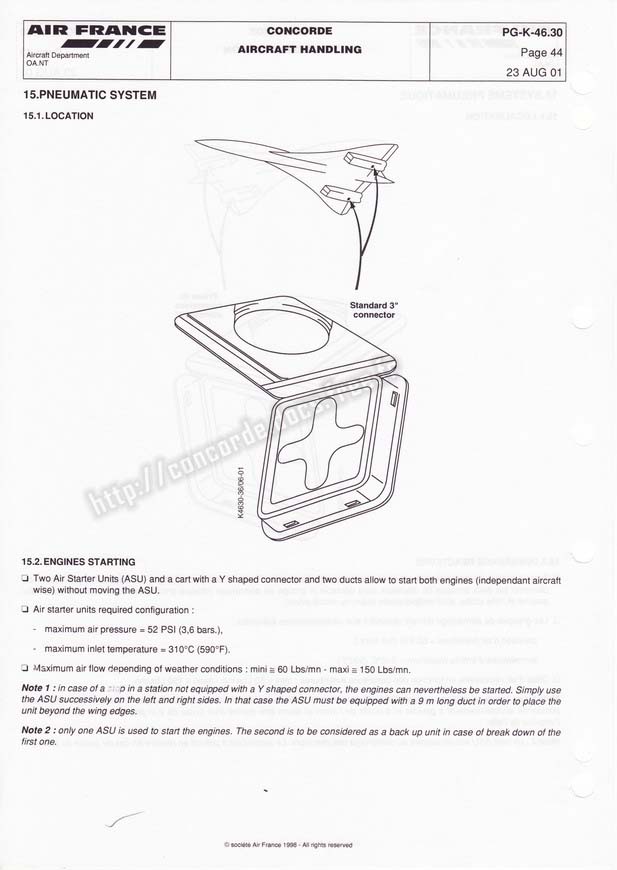 AIR FRANCE
Aircraft Department
OA.NT
CONCORDE
AIRCRAFT HANDLING
PG-K-46.30
Page 44
23 AUG 01
15.PNEUMATIC SYSTEM
15.1. LOCATION
Standard 3"
connector
K4630-36/06-01
15.2. ENGINES STARTING
❑ Two Air Starter Units (ASU) and a cart with a Y shaped connector and two ducts allow to start both engines (independant aircraft
wise) without moving the ASU.
❑ Air starter units required configuration :
- maximum air pressure = 52 PSI (3,6 bars.),
- maximum inlet temperature = 310°C (590°F).
❑ Maximum air flow depending of weather conditions : mini ≅ 60 Lbs/mn - maxi ≅ 150 Lbs/mn.
Note 1 : in case of a stop in a station not equipped with a Y shaped connector, the engines can nevertheless be started. Simply use
the ASU successively on the left and right sides. In that case the ASU must be equipped with a 9 m long duct in order to place the
unit beyond the wing edges.
Note 2 : only one ASU is used to start the engines. The second is to be considered as a back up unit in case of break down of the
first one.
© société Air France 1998 - All rights reserved